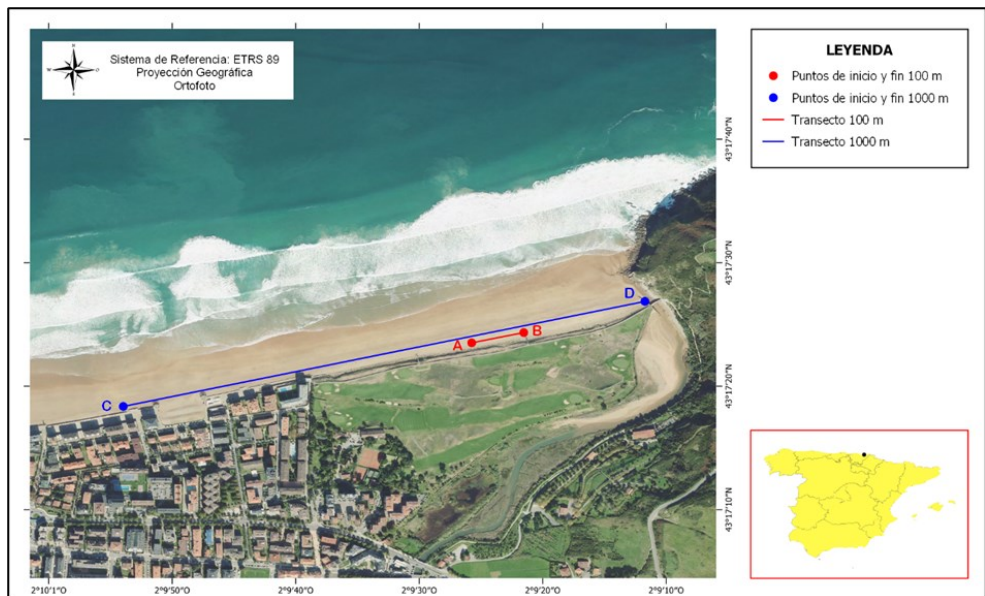 Sistema de Referencia: ETRS 89
Proyección Geográfica
Ortofoto
N
O
S
LEYENDA
Puntos de inicio y fin 100 m
Puntos de inicio y fin 1000 m
Transecto 100 m
Transecto 1000 m
43°17'40"N
43°17'30"N
43°17'20"N
43°17'10"N
D
B
A
C
2°10'1"O
2°9'50"O
2°9'40"O
2°9'30"O
2°9'20"O
2°9'10"O